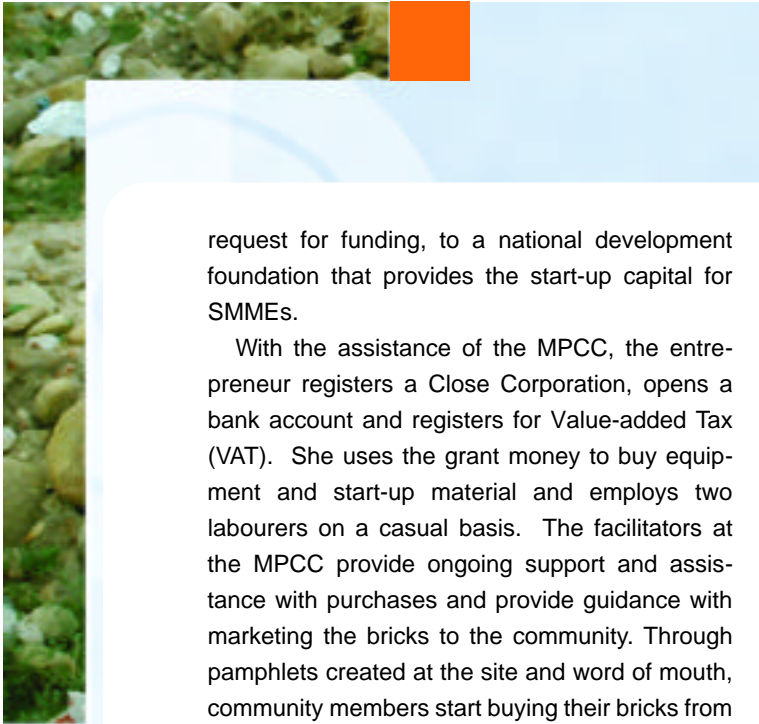 request for funding, to a national development
foundation that provides the start-up capital for
SMMEs.
With the assistance of the MPCC, the entre-
preneur registers a Close Corporation, opens a
bank account and registers for Value-added Tax
(VAT).  She uses the grant money to buy equip-
ment and start-up material and employs two
labourers on a casual basis.  The facilitators at
the MPCC provide ongoing support and assis-
tance with purchases and provide guidance with
marketing the bricks to the community. Through
pamphlets created at the site and word of mouth,
community members start buying their bricks from